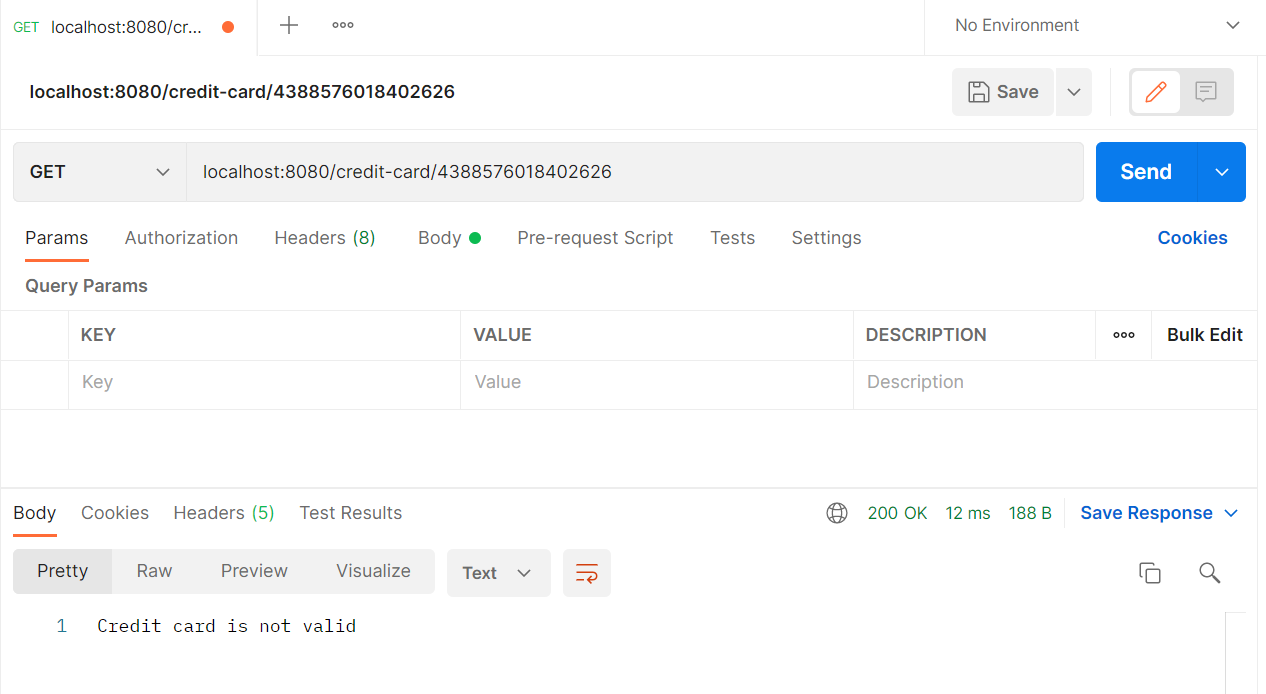 GET localhost:8080/cr... No Environment
localhost:8080/credit-card/4388576018402626 Save
GET localhost:8080/credit-card/4388576018402626 Send
Params Authorization Headers (8) Body Pre-request Script Tests Settings Cookies
Query Params
KEY VALUE DESCRIPTION Bulk Edit
Key Value Description
Body Cookies Headers (5) Test Results 200 OK 12 ms 188 B Save Response
Pretty Raw Preview Visualize Text
1 Credit card is not valid